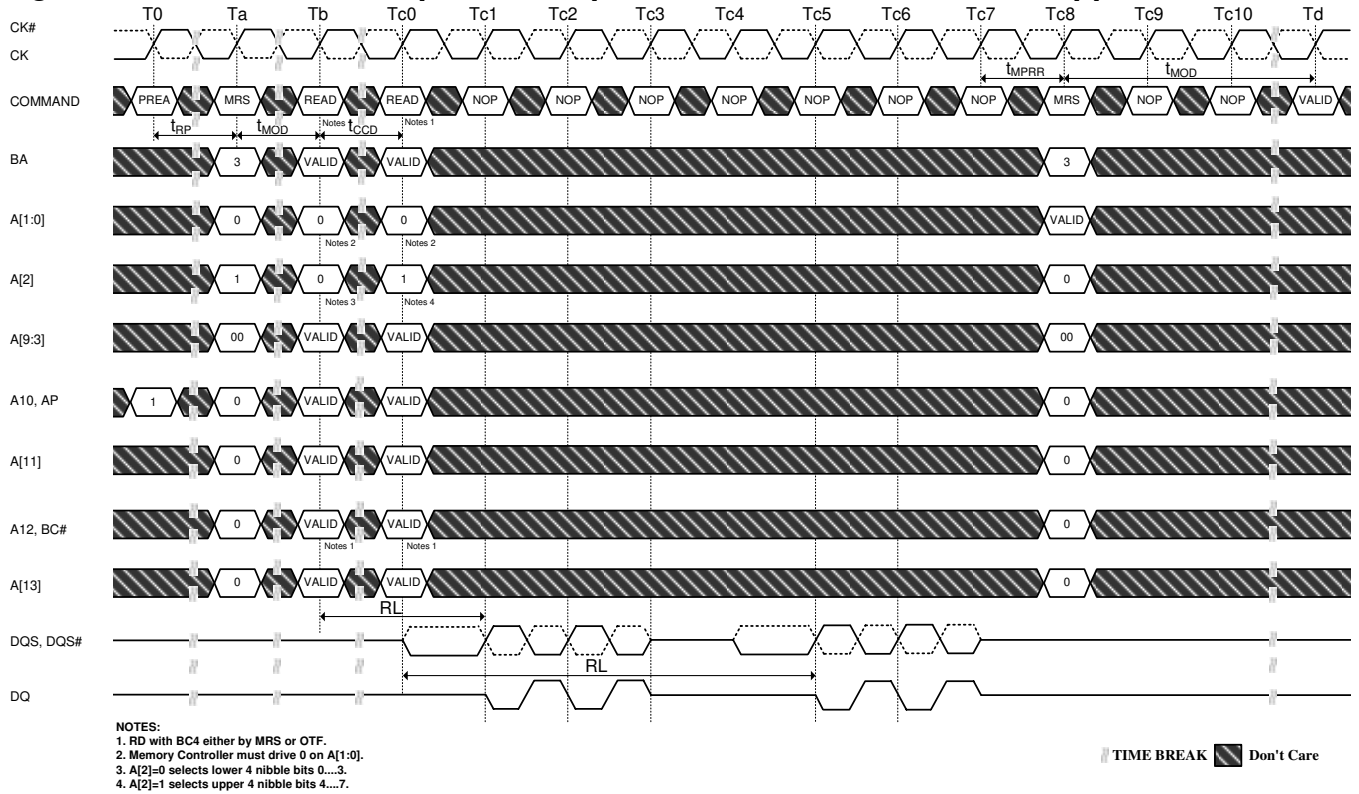 T0 Ta Tb Tc0 Tc1 Tc2 Tc3 Tc4 Tc5 Tc6 Tc7 Tc8 Tc9 Tc10 Td
CK#
CK
tMPRR tMOD
COMMAND PREA MRS READ READ NOP NOP NOP NOP NOP NOP NOP MRS NOP NOP VALID
tRP tMOD Notes 1 tCCD Notes 1
BA 3 VALID VALID 3
A[1:0] 0 0 0 VALID
Notes 2 Notes 2
A[2] 1 0 1 0
Notes 3 Notes 4
A[9:3] 00 VALID VALID 00
A10, AP 1 0 VALID VALID 0
A[11] 0 VALID VALID 0
A12, BC# 0 VALID VALID 0
Notes 1 Notes 1
A[13] 0 VALID VALID 0
RL
DQS, DQS#
RL
DQ
NOTES:
1. RD with BC4 either by MRS or OTF.
2. Memory Controller must drive 0 on A[1:0].
3. A[2]=0 selects lower 4 nibble bits 0....3.
4. A[2]=1 selects upper 4 nibble bits 4....7.
TIME BREAK Don't Care